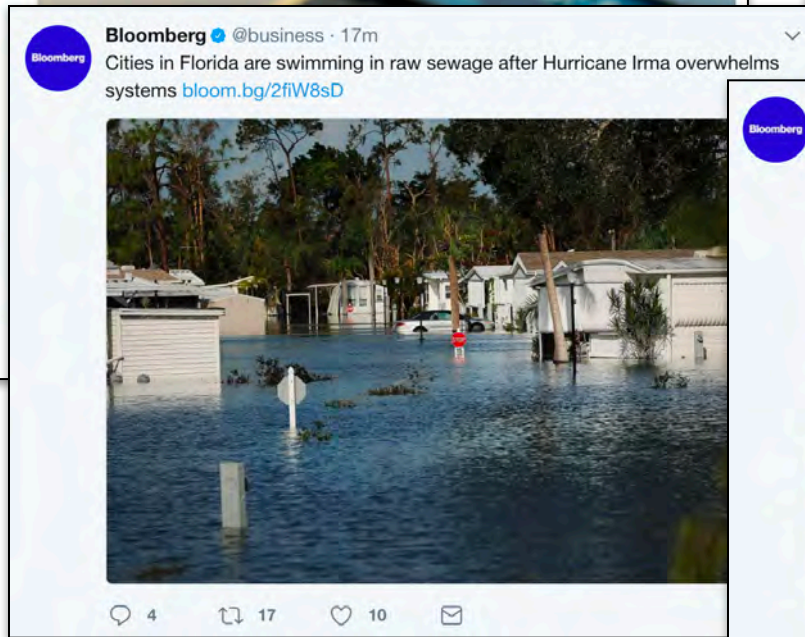 Bloomberg @business · 17m
Bloomberg
Cities in Florida are swimming in raw sewage after Hurricane Irma overwhelms
systems bloom.bg/2fiW8sD
STOP
4 17 10
Bloomberg